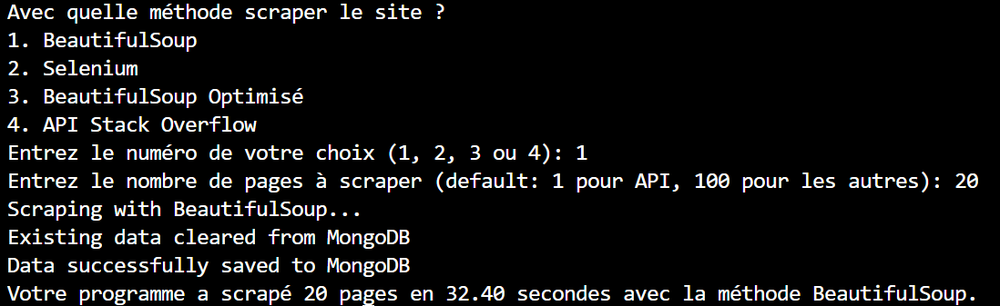 Avec quelle méthode scraper le site ?
1. BeautifulSoup
2. Selenium
3. BeautifulSoup Optimisé
4. API Stack Overflow
Entrez le numéro de votre choix (1, 2, 3 ou 4): 1
Entrez le nombre de pages à scraper (default: 1 pour API, 100 pour les autres): 20
Scraping with BeautifulSoup...
Existing data cleared from MongoDB
Data successfully saved to MongoDB
Votre programme a scrapé 20 pages en 32.40 secondes avec la méthode BeautifulSoup.